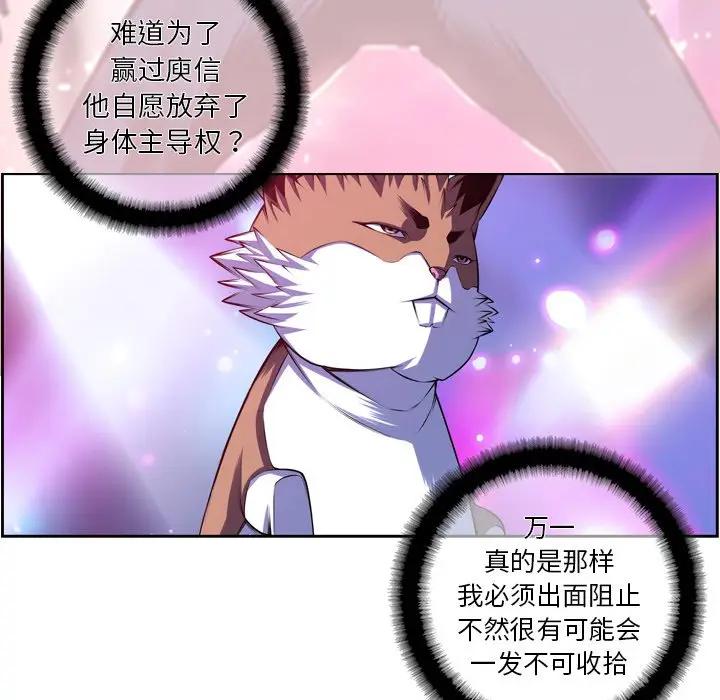 难道为了
赢过庾信
他自愿放弃了
身体主导权？
万一
真的是那样
我必须出面阻止
不然很有可能会
一发不可收拾